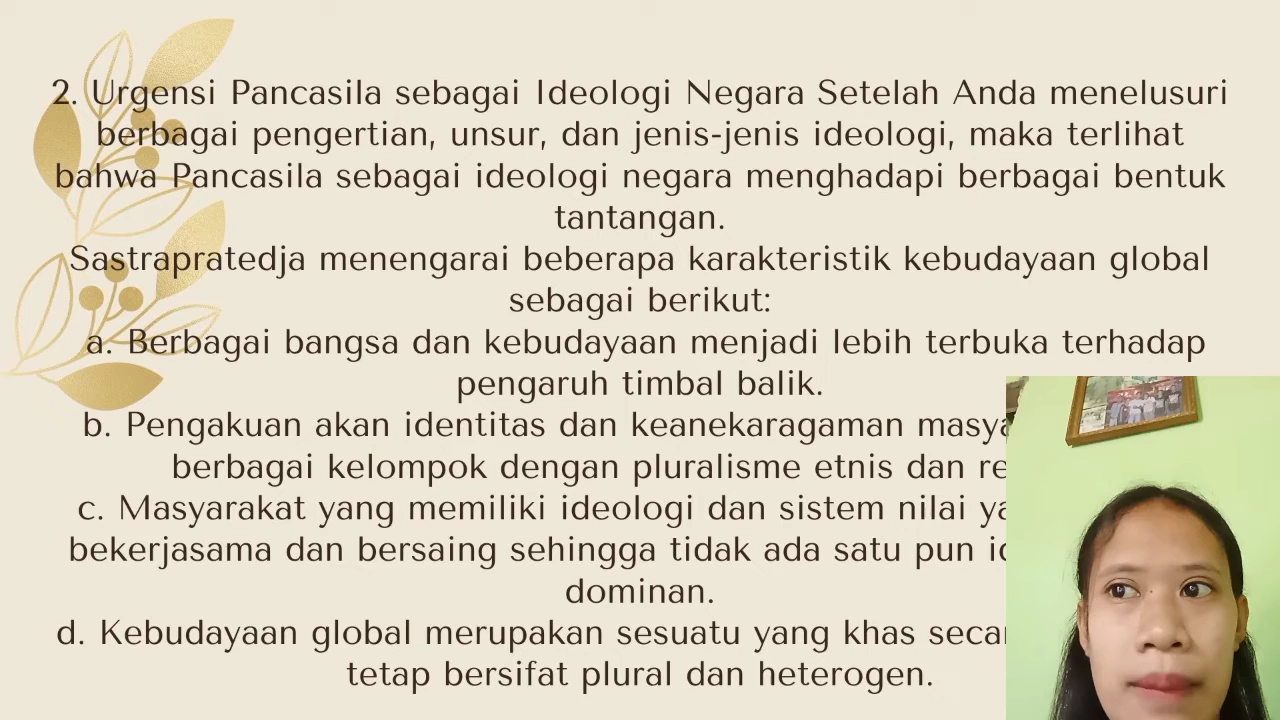 2. Urgensi Pancasila sebagai Ideologi Negara Setelah Anda menelusuri
berbagai pengertian, unsur, dan jenis-jenis ideologi, maka terlihat
bahwa Pancasila sebagai ideologi negara menghadapi berbagai bentuk
tantangan.
Sastrapratedja menengarai beberapa karakteristik kebudayaan global
sebagai berikut:
a. Berbagai bangsa dan kebudayaan menjadi lebih terbuka terhadap
pengaruh timbal balik.
b. Pengakuan akan identitas dan keanekaragaman
berbagai kelompok dengan pluralisme etnis dan
c. Masyarakat yang memiliki ideologi dan sistem nilai
bekerjasama dan bersaing sehingga tidak ada satu pun
dominan.
d. Kebudayaan global merupakan sesuatu yang khas
tetap bersifat plural dan heterogen.